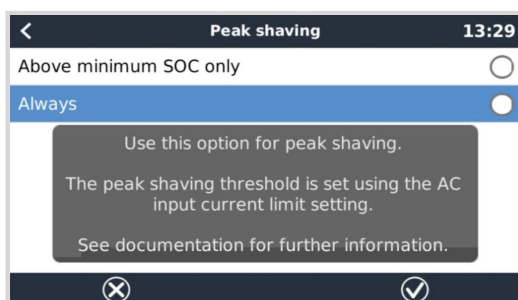 Peak shaving 13:29
Above minimum SOC only
Always
Use this option for peak shaving.
The peak shaving threshold is set using the AC
input current limit setting.
See documentation for further information.